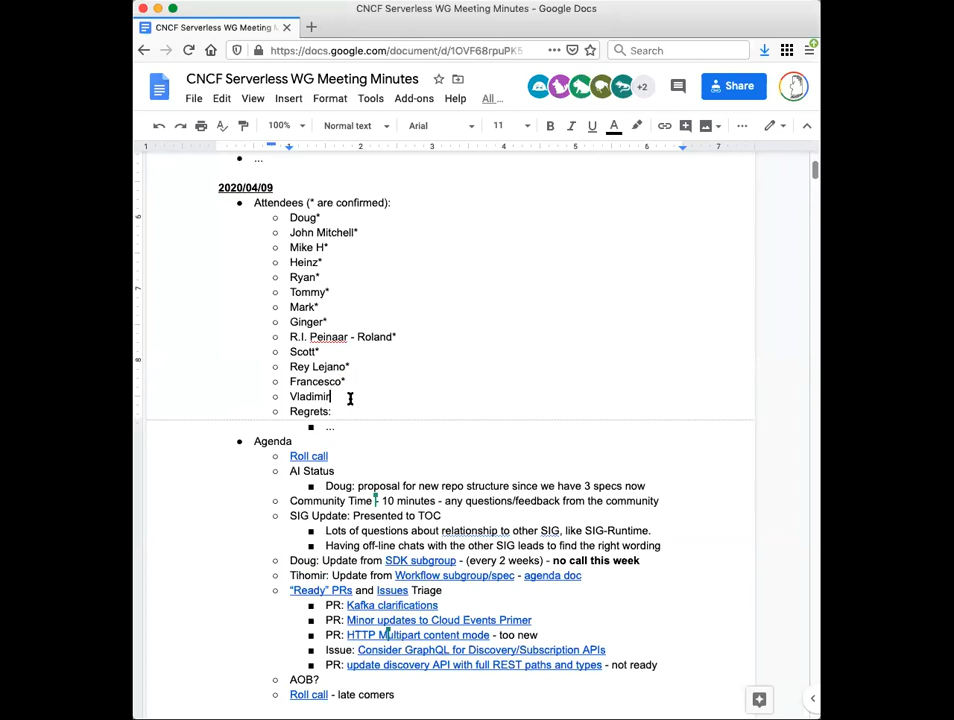 CNCF Serverless WG Meeting Minutes - Google Docs
CNCF Serverless WG Meeting Minutes
https://docs.google.com/document/d/1OVF68rpuPK5
Search
CNCF Serverless WG Meeting Minutes
+2
Share
File Edit View Insert Format Tools Add-ons Help All ...
100% Normal text Arial 11 B I U A
1 1 2 3 4 5 6 7
...
2020/04/09
Attendees (* are confirmed):
Doug*
John Mitchell*
Mike H*
Heinz*
Ryan*
Tommy*
Mark*
Ginger*
R.I. Peinaar - Roland*
Scott*
Rey Lejano*
Francesco*
Vladimir
Regrets:
...
Agenda
Roll call
AI Status
Doug: proposal for new repo structure since we have 3 specs now
Community Time - 10 minutes - any questions/feedback from the community
SIG Update: Presented to TOC
Lots of questions about relationship to other SIG, like SIG-Runtime.
Having off-line chats with the other SIG leads to find the right wording
Doug: Update from SDK subgroup - (every 2 weeks) - no call this week
Tihomir: Update from Workflow subgroup/spec - agenda doc
“Ready” PRs and Issues Triage
PR: Kafka clarifications
PR: Minor updates to Cloud Events Primer
PR: HTTP Multipart content mode - too new
Issue: Consider GraphQL for Discovery/Subscription APIs
PR: update discovery API with full REST paths and types - not ready
AOB?
Roll call - late comers
6
7
8